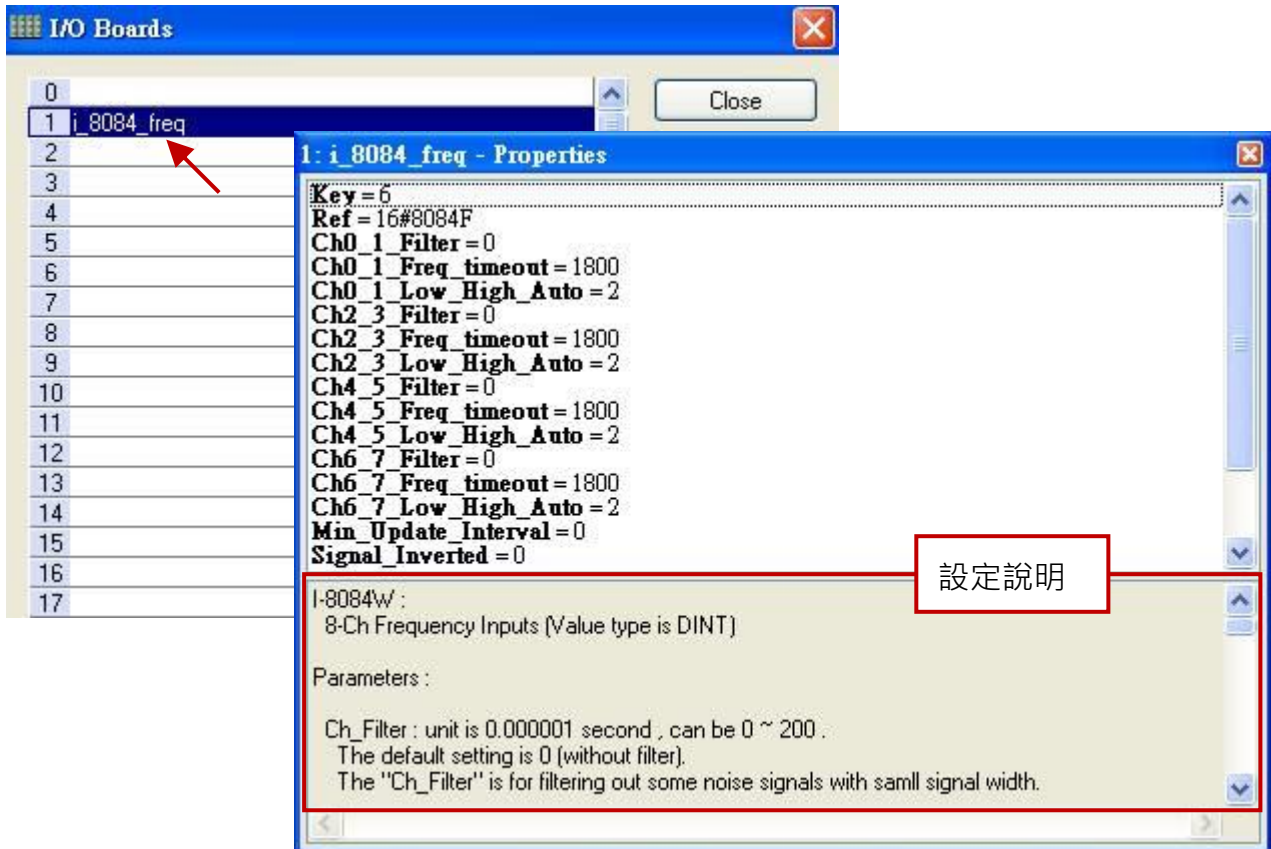 I/O Boards
Close
0
1 i_8084_freq
2
3
4
5
6
7
8
9
10
11
12
13
14
15
16
17
1: i_8084_freq - Properties
Key = 6
Ref = 16#8084F
Ch0_1_Filter = 0
Ch0_1_Freq_timeout = 1800
Ch0_1_Low_High_Auto = 2
Ch2_3_Filter = 0
Ch2_3_Freq_timeout = 1800
Ch2_3_Low_High_Auto = 2
Ch4_5_Filter = 0
Ch4_5_Freq_timeout = 1800
Ch4_5_Low_High_Auto = 2
Ch6_7_Filter = 0
Ch6_7_Freq_timeout = 1800
Ch6_7_Low_High_Auto = 2
Min_Update_Interval = 0
Signal_Inverted = 0
設定說明
I-8084W :
8-Ch Frequency Inputs (Value type is DINT)
Parameters :
Ch_Filter : unit is 0.000001 second , can be 0 ~ 200 .
The default setting is 0 (without filter).
The "Ch_Filter" is for filtering out some noise signals with samll signal width.